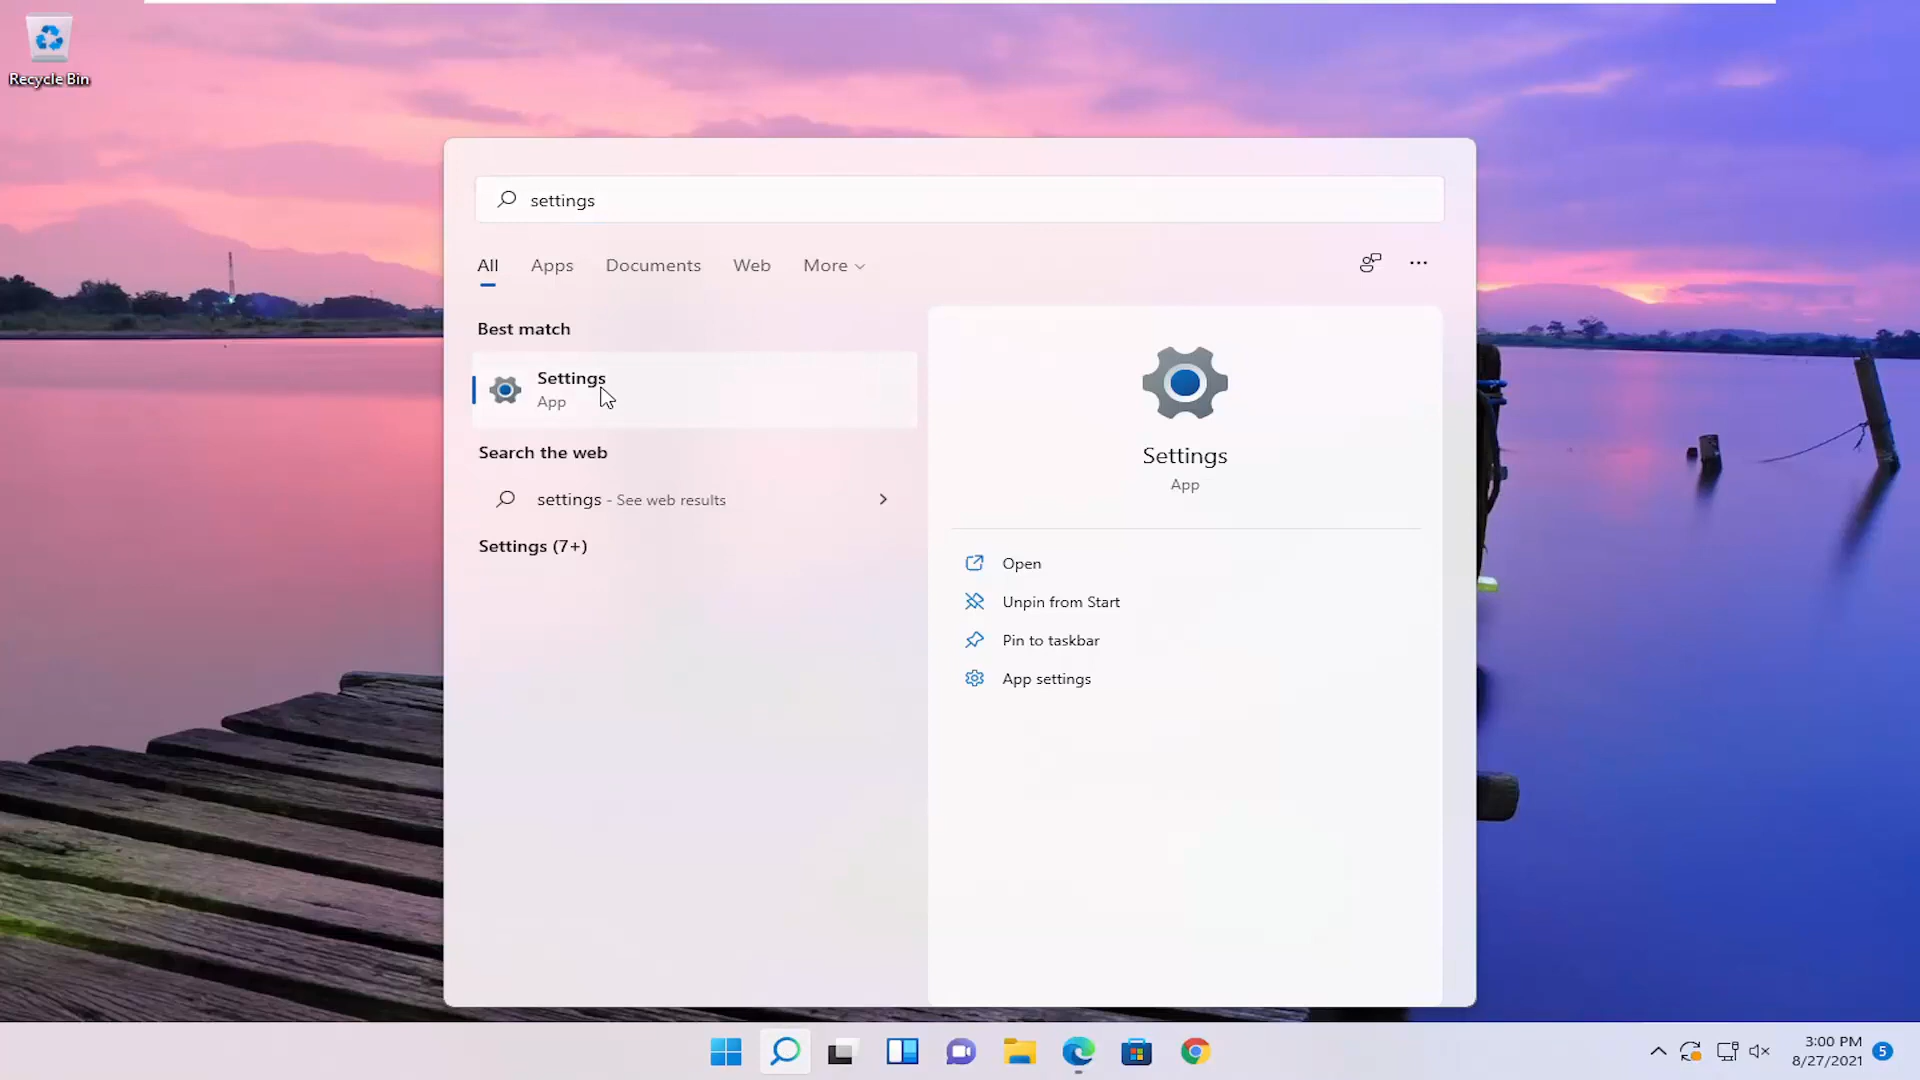 Recycle Bin
settings
All Apps Documents Web More
Best match
Settings
App
Search the web
settings - See web results
Settings (7+)
Settings
App
Open
Unpin from Start
Pin to taskbar
App settings
3:00 PM
8/27/2021
5